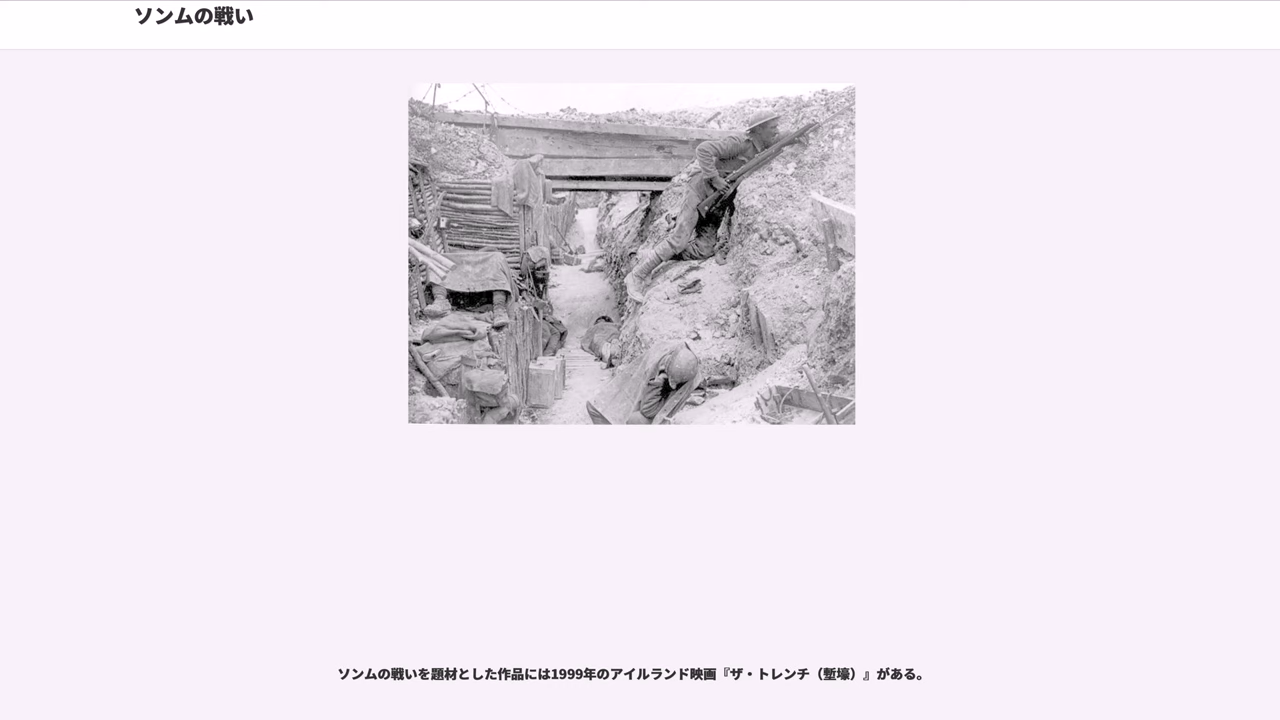 ソンムの戦い
ソンムの戦いを題材とした作品には1999年のアイルランド映画『ザ・トレンチ（塹壕）』がある。